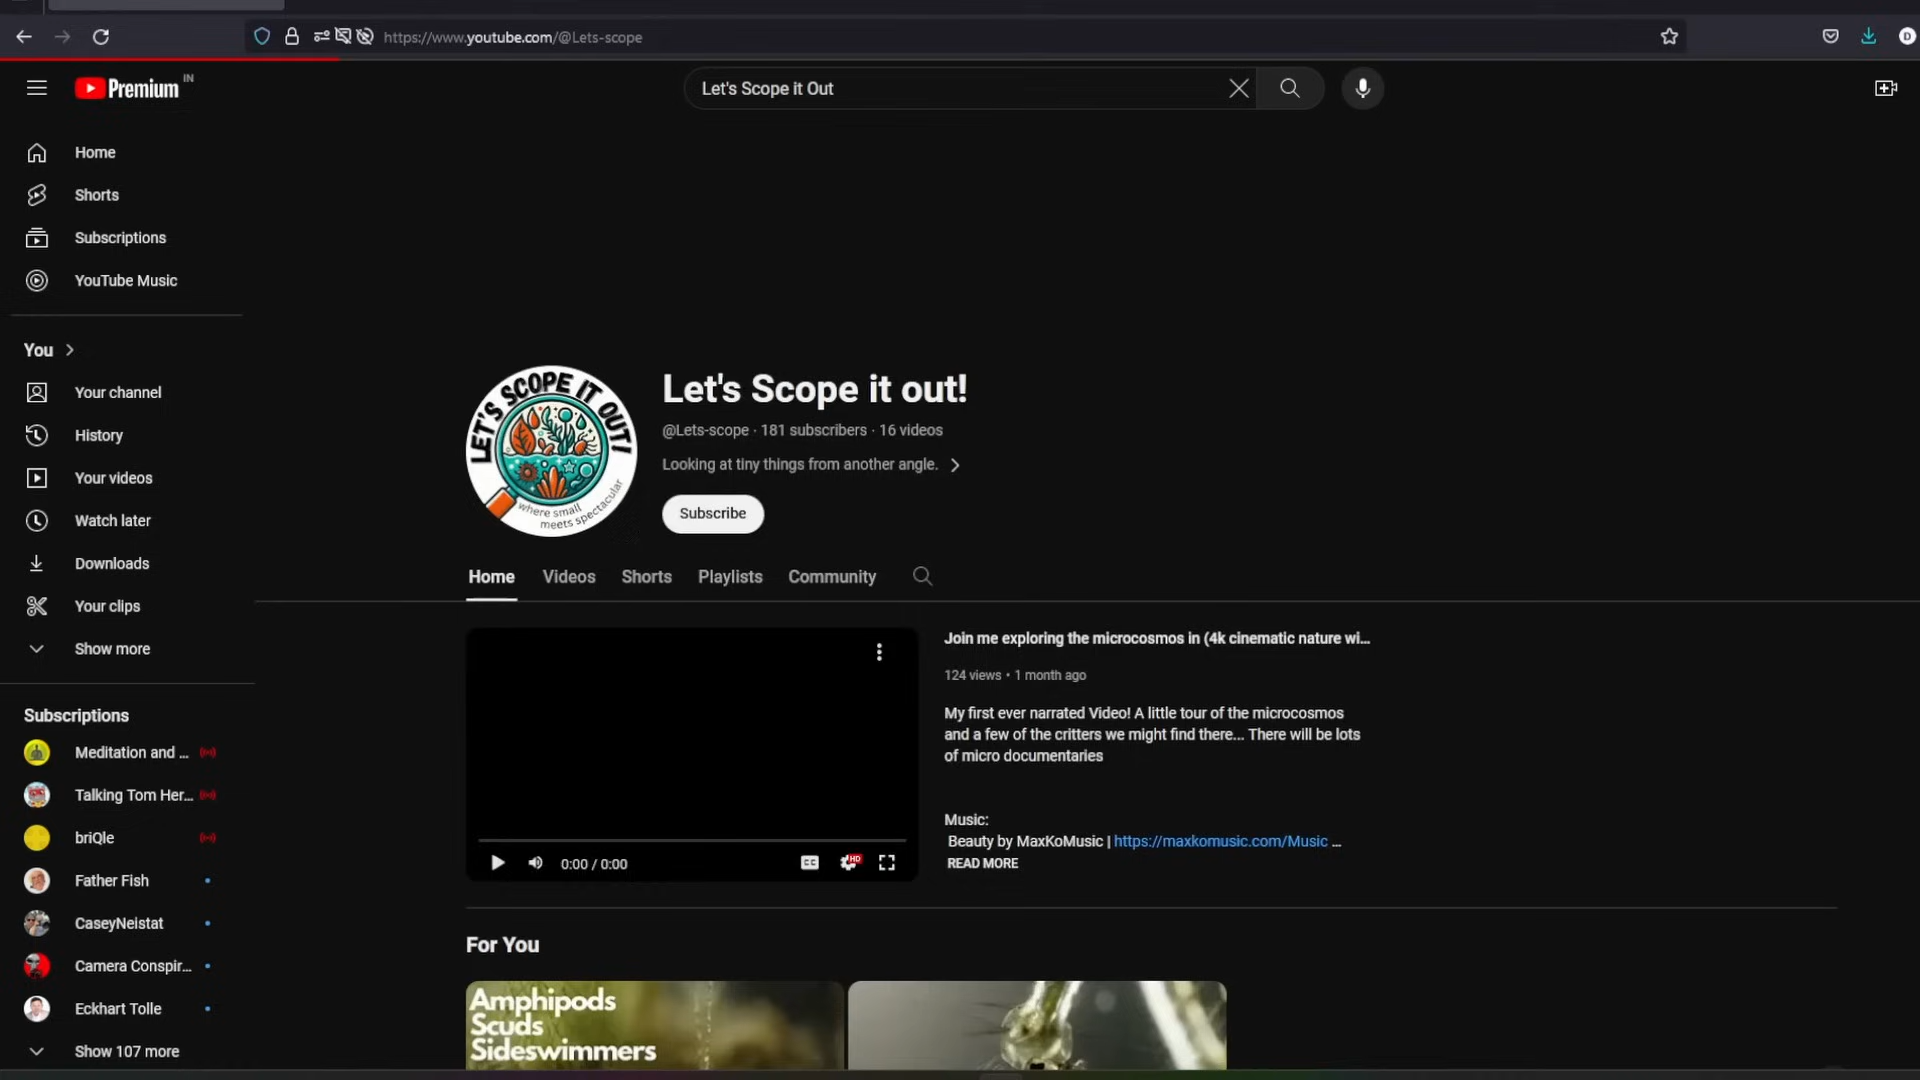 https://www.youtube.com/@Lets-scope
D
Premium IN
Let's Scope it Out
Home
Shorts
Subscriptions
YouTube Music
You
Your channel
History
Your videos
Watch later
Downloads
Your clips
Show more
Subscriptions
Meditation and ...
Talking Tom Her...
briQle
Father Fish
CaseyNeistat
Camera Conspir...
Eckhart Tolle
Show 107 more
LET'S SCOPE IT OUT!
where small
meets spectacular
Let's Scope it out!
@Lets-scope · 181 subscribers · 16 videos
Looking at tiny things from another angle.
Subscribe
Home Videos Shorts Playlists Community
0:00 / 0:00
CC
HD
Join me exploring the microcosmos in (4k cinematic nature wi...
124 views • 1 month ago
My first ever narrated Video! A little tour of the microcosmos
and a few of the critters we might find there... There will be lots
of micro documentaries
Music:
Beauty by MaxKoMusic | https://maxkomusic.com/Music ...
READ MORE
For You
Amphipods
Scuds
Sideswimmers